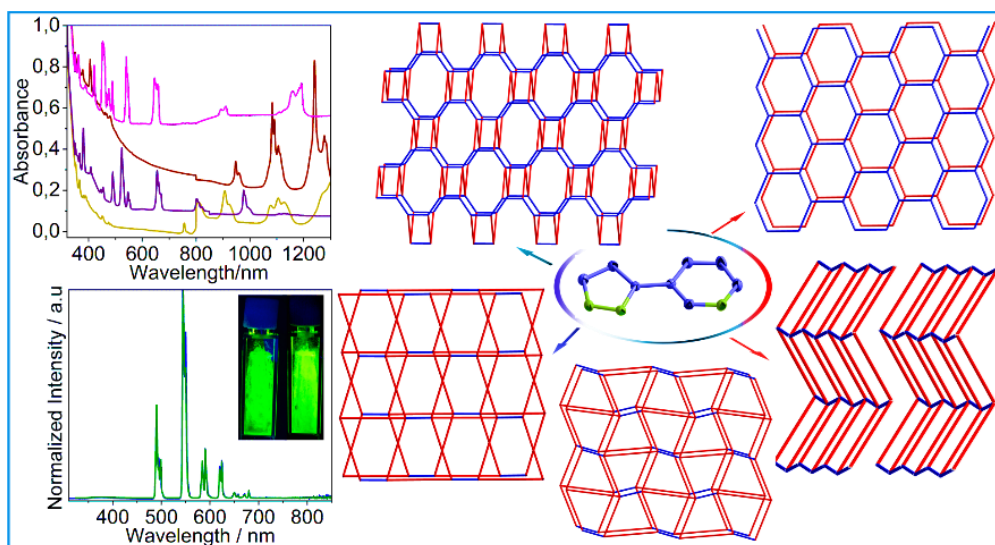 1,0
0,8
0,6
0,4
0,2
0,0
Absorbance
400 600 800 1000 1200
Wavelength/nm
Normalized Intensity / a.u
500 600 700 800
Wavelength / nm